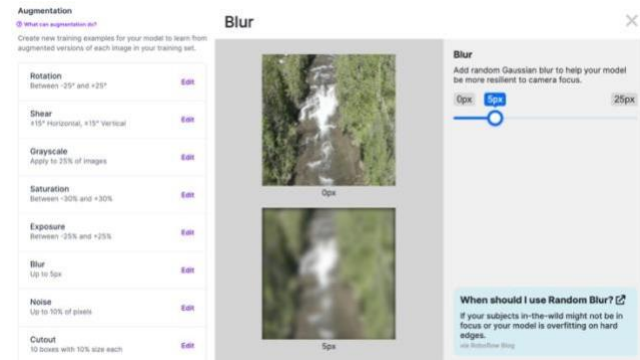 Augmentation
What can augmentation do?
Create new training examples for your model to learn from
augmented versions of each image in your training set.
Rotation
Between -25° and +25°
Edit
Shear
±15° Horizontal, ±15° Vertical
Edit
Grayscale
Apply to 25% of images
Edit
Saturation
Between -30% and +30%
Edit
Exposure
Between -25% and +25%
Edit
Blur
Up to 5px
Edit
Noise
Up to 10% of pixels
Edit
Cutout
10 boxes with 10% size each
Edit
Blur
0px
5px
Blur
Add random Gaussian blur to help your model
be more resilient to camera focus.
0px 5px 25px
When should I use Random Blur?
If your subjects in-the-wild might not be in
focus or your model is overfitting on hard
edges.
via Roboflow Blog